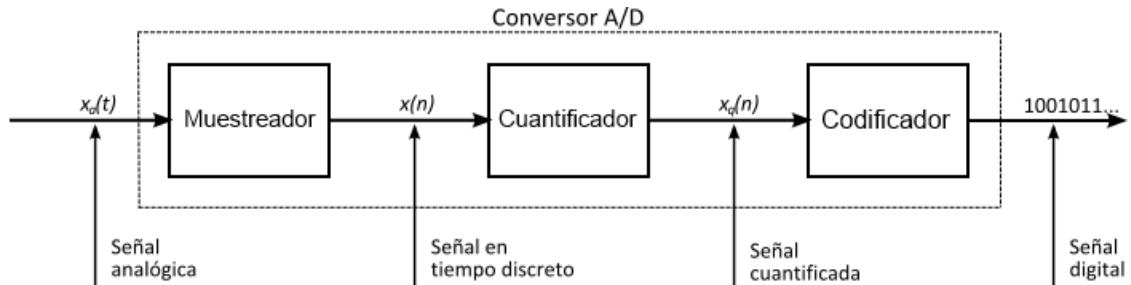 Conversor A/D
xa(t)
Muestreador
x(n)
Cuantificador
xq(n)
Codificador
1001011...
Señal
analógica
Señal en
tiempo discreto
Señal
cuantificada
Señal
digital